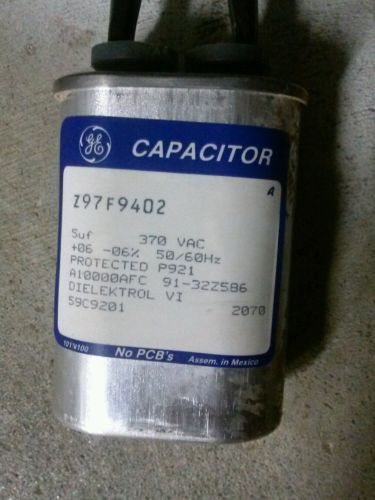 GE
CAPACITOR
A
Z97F9402
5uf 370 VAC
+06 -06% 50/60Hz
PROTECTED P921
A10000AFC 91-32Z586
DIELEKTROL VI
59C9201 2070
No PCB's Assem. in Mexico